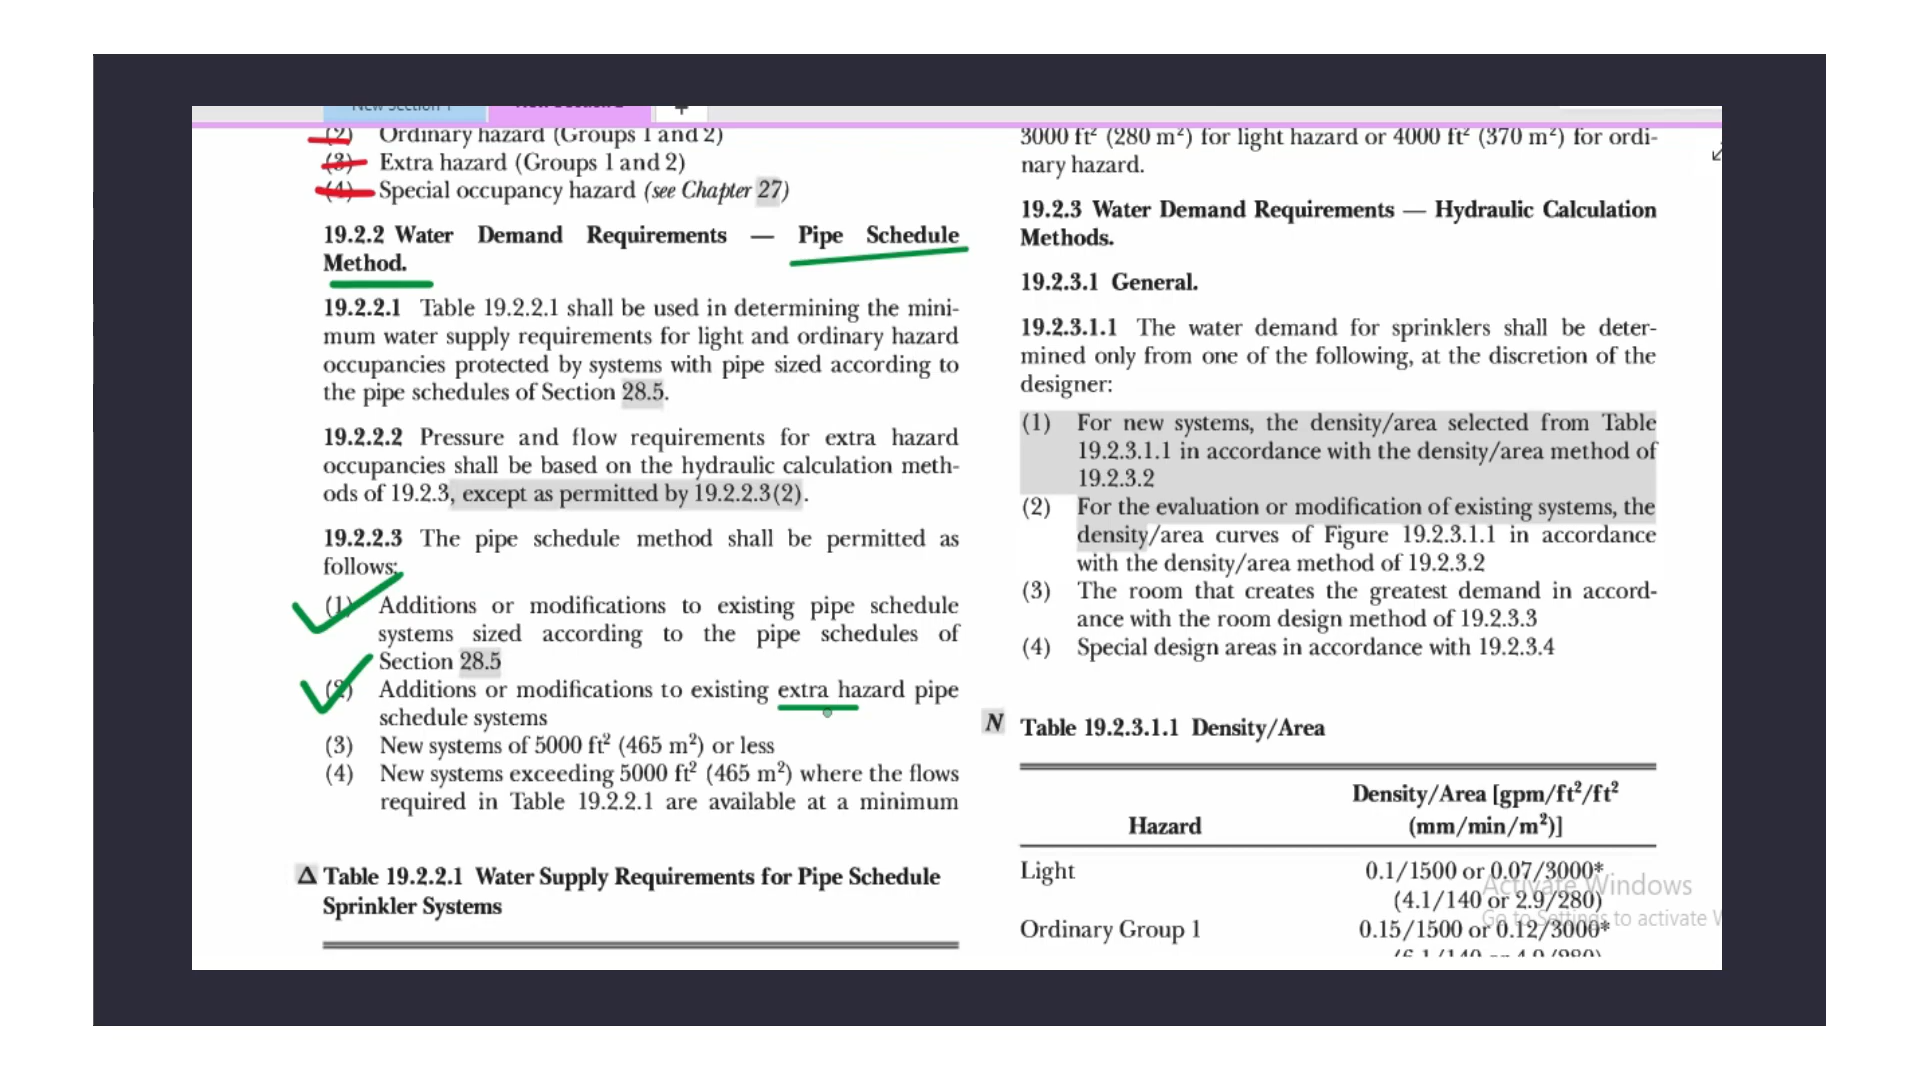 New Section 1
+
(2) Ordinary hazard (Groups 1 and 2)
(3) Extra hazard (Groups 1 and 2)
(4) Special occupancy hazard (see Chapter 27)
19.2.2 Water Demand Requirements — Pipe Schedule
Method.
19.2.2.1 Table 19.2.2.1 shall be used in determining the mini-
mum water supply requirements for light and ordinary hazard
occupancies protected by systems with pipe sized according to
the pipe schedules of Section 28.5.
19.2.2.2 Pressure and flow requirements for extra hazard
occupancies shall be based on the hydraulic calculation meth-
ods of 19.2.3, except as permitted by 19.2.2.3(2).
19.2.2.3 The pipe schedule method shall be permitted as
follows:
(1) Additions or modifications to existing pipe schedule
systems sized according to the pipe schedules of
Section 28.5
(2) Additions or modifications to existing extra hazard pipe
schedule systems
(3) New systems of 5000 ft² (465 m²) or less
(4) New systems exceeding 5000 ft² (465 m²) where the flows
required in Table 19.2.2.1 are available at a minimum
Δ Table 19.2.2.1 Water Supply Requirements for Pipe Schedule
Sprinkler Systems
3000 ft² (280 m²) for light hazard or 4000 ft² (370 m²) for ordi-
nary hazard.
19.2.3 Water Demand Requirements — Hydraulic Calculation
Methods.
19.2.3.1 General.
19.2.3.1.1 The water demand for sprinklers shall be deter-
mined only from one of the following, at the discretion of the
designer:
(1) For new systems, the density/area selected from Table
19.2.3.1.1 in accordance with the density/area method of
19.2.3.2
(2) For the evaluation or modification of existing systems, the
density/area curves of Figure 19.2.3.1.1 in accordance
with the density/area method of 19.2.3.2
(3) The room that creates the greatest demand in accord-
ance with the room design method of 19.2.3.3
(4) Special design areas in accordance with 19.2.3.4
N Table 19.2.3.1.1 Density/Area
Density/Area [gpm/ft²/ft²
Hazard (mm/min/m²)]
Light 0.1/1500 or 0.07/3000*
(4.1/140 or 2.9/280)
Ordinary Group 1 0.15/1500 or 0.12/3000*
Activate Windows
Go to Settings to activate